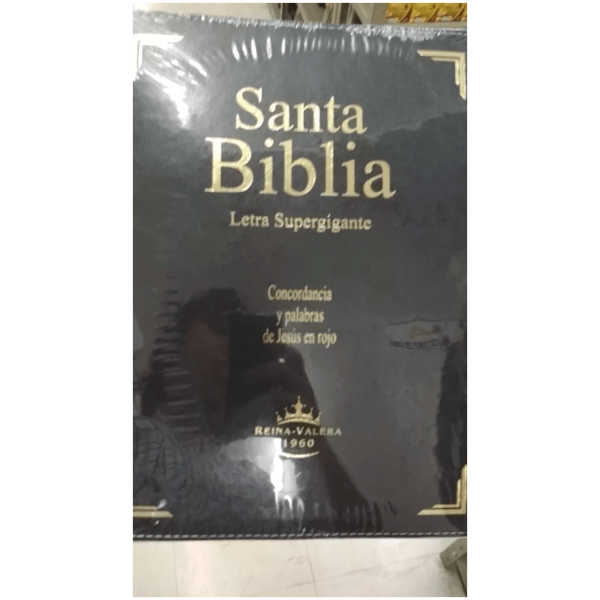 Santa
Biblia
Letra Supergigante
Concordancia
y palabras
de Jesús en rojo
REINA-VALERA
1960